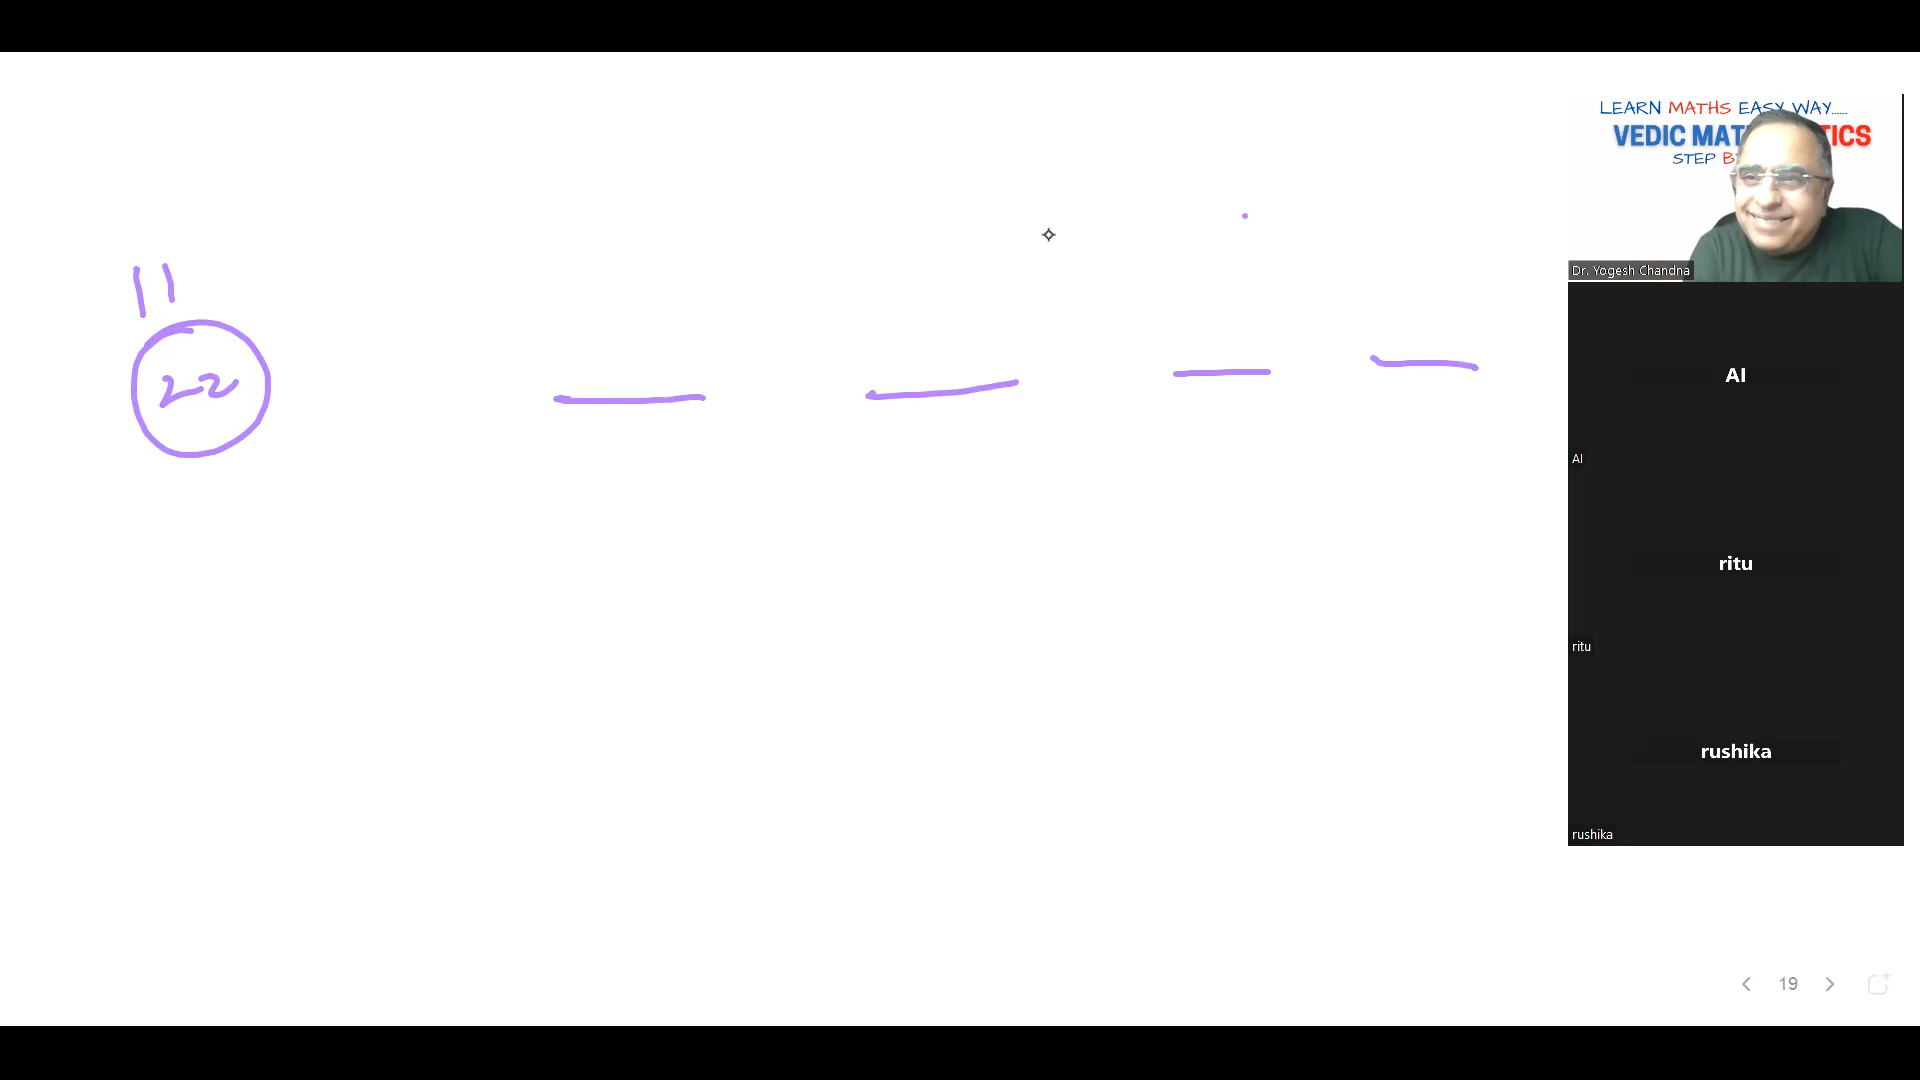 LEARN MATHS EASY WAY......
VEDIC MAT TICS
STEP B
Dr. Yogesh Chandna
11
22
AI
AI
ritu
ritu
rushika
rushika
19